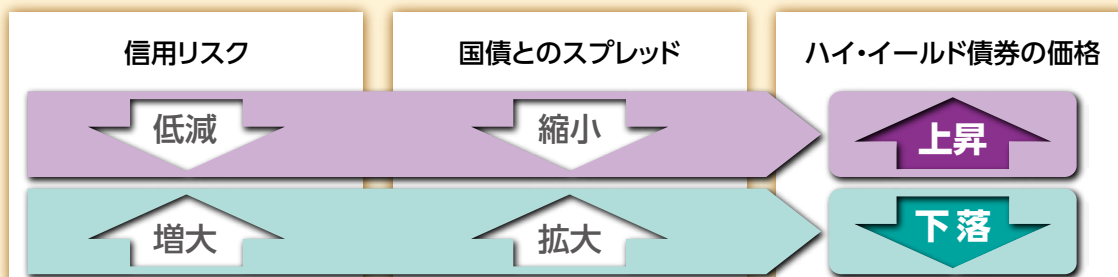 信用リスク
国債とのスプレッド
ハイ・イールド債券の価格
低減
縮小
上昇
増大
拡大
下落